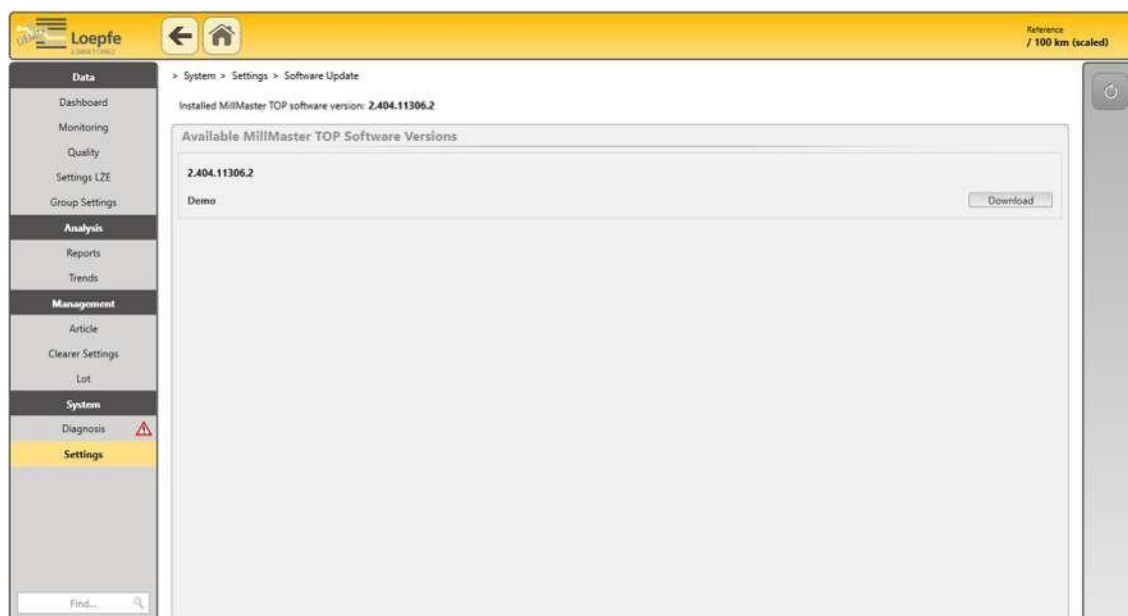 Loepfe
Reference
/ 100 km (scaled)
Data
Dashboard
Monitoring
Quality
Settings LZE
Group Settings
Analysis
Reports
Trends
Management
Article
Clearer Settings
Lot
System
Diagnosis
Settings
Find...
> System > Settings > Software Update
Installed MillMaster TOP software version: 2.404.11306.2
Available MillMaster TOP Software Versions
2.404.11306.2
Demo
Download